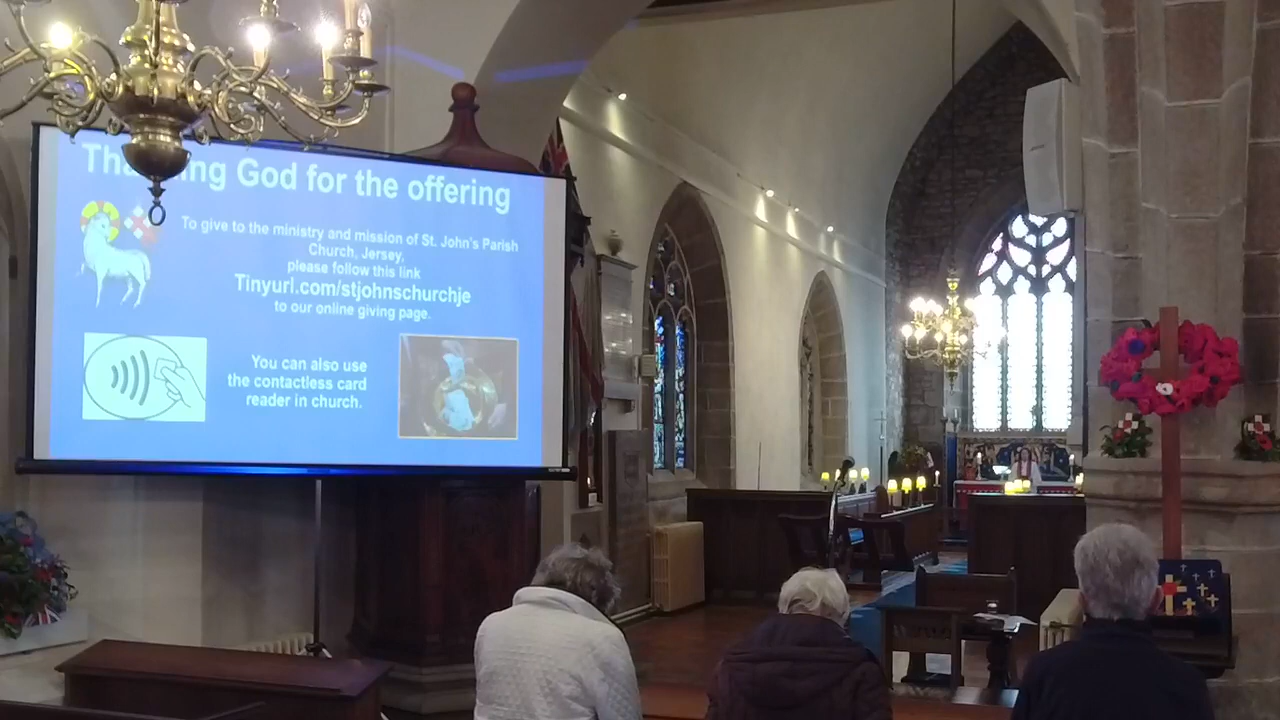 God for the offering
To give to the ministry and mission of St. John's Parish
Church, Jersey,
please follow this link
Tinyurl.com/stjohnschurchje
to our online giving page.
You can also use
the contactless card
reader in church.